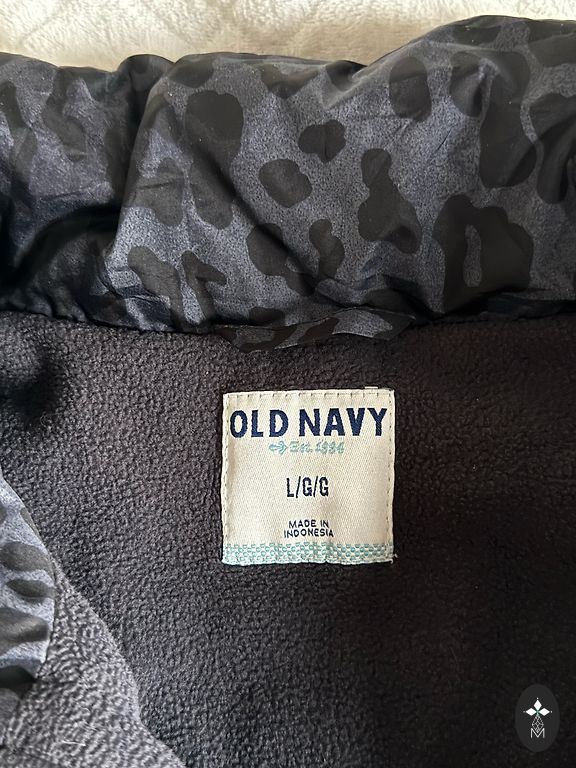 OLD NAVY
Est. 1994
L/G/G
MADE IN
INDONESIA
M